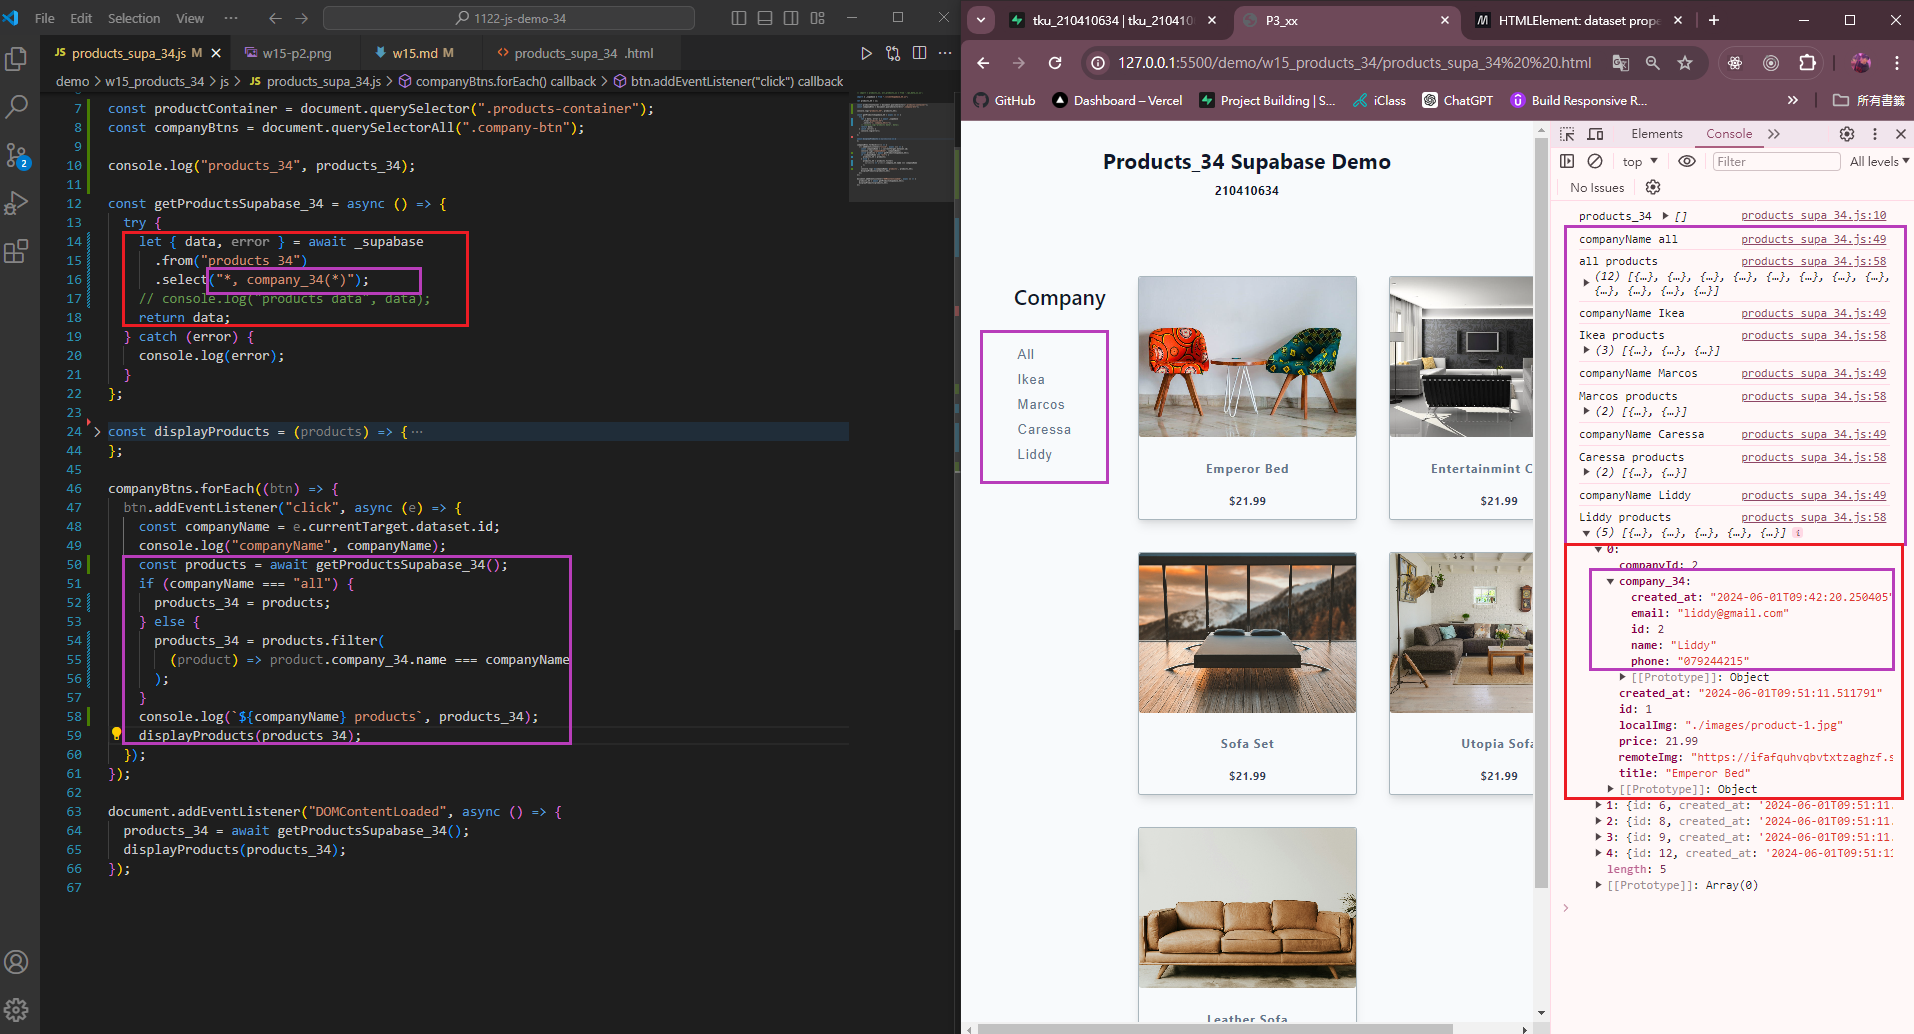 File Edit Selection View ··· 1122-js-demo-34
products_supa_34.js M w15-p2.png w15.md M products_supa_34 .html
demo > w15_products_34 > js > JS products_supa_34.js > companyBtns.forEach() callback > btn.addEventListener("click") callback
7 const productContainer = document.querySelector(".products-container");
8 const companyBtns = document.querySelectorAll(".company-btn");
9
10 console.log("products_34", products_34);
11
12 const getProductsSupabase_34 = async () => {
13 try {
14 let { data, error } = await _supabase
15 .from("products_34")
16 .select("*, company_34(*)");
17 // console.log("products data", data);
18 return data;
19 } catch (error) {
20 console.log(error);
21 }
22 };
23
24 const displayProducts = (products) => { ···
44 };
45
46 companyBtns.forEach((btn) => {
47 btn.addEventListener("click", async (e) => {
48 const companyName = e.currentTarget.dataset.id;
49 console.log("companyName", companyName);
50 const products = await getProductsSupabase_34();
51 if (companyName === "all") {
52 products_34 = products;
53 } else {
54 products_34 = products.filter(
55 (product) => product.company_34.name === companyName
56 );
57 }
58 console.log(`${companyName} products`, products_34);
59 displayProducts(products_34);
60 });
61 });
62
63 document.addEventListener("DOMContentLoaded", async () => {
64 products_34 = await getProductsSupabase_34();
65 displayProducts(products_34);
66 });
67
2
tku_210410634 | tku_21041 P3_xx HTMLElement: dataset prope
127.0.0.1:5500/demo/w15_products_34/products_supa_34%20%20.html
GitHub Dashboard – Vercel Project Building | S... iClass ChatGPT Build Responsive R... » 所有書籤
Products_34 Supabase Demo
210410634
Company
All
Ikea
Marcos
Caressa
Liddy
Emperor Bed
$21.99
Entertainmint C
$21.99
Sofa Set
$21.99
Utopia Sofa
$21.99
Leather Sofa
Elements Console »
top Filter All levels
No Issues
products_34 ▶ [] products_supa_34.js:10
companyName all products_supa_34.js:49
all products products_supa_34.js:58
(12) [{…}, {…}, {…}, {…}, {…}, {…}, {…}, {…},
{…}, {…}, {…}, {…}]
companyName Ikea products_supa_34.js:49
Ikea products products_supa_34.js:58
(3) [{…}, {…}, {…}]
companyName Marcos products_supa_34.js:49
Marcos products products_supa_34.js:58
(2) [{…}, {…}]
companyName Caressa products_supa_34.js:49
Caressa products products_supa_34.js:58
(2) [{…}, {…}]
companyName Liddy products_supa_34.js:49
Liddy products products_supa_34.js:58
(5) [{…}, {…}, {…}, {…}, {…}] i
0:
companyId: 2
company_34:
created_at: "2024-06-01T09:42:20.250405"
email: "liddy@gmail.com"
id: 2
name: "Liddy"
phone: "079244215"
[[Prototype]]: Object
created_at: "2024-06-01T09:51:11.511791"
id: 1
localImg: "./images/product-1.jpg"
price: 21.99
remoteImg: "https://ifafquhvqbvtxtzaghzf.s
title: "Emperor Bed"
[[Prototype]]: Object
1: {id: 6, created_at: '2024-06-01T09:51:11.
2: {id: 8, created_at: '2024-06-01T09:51:11.
3: {id: 9, created_at: '2024-06-01T09:51:11.
4: {id: 12, created_at: '2024-06-01T09:51:11
length: 5
[[Prototype]]: Array(0)